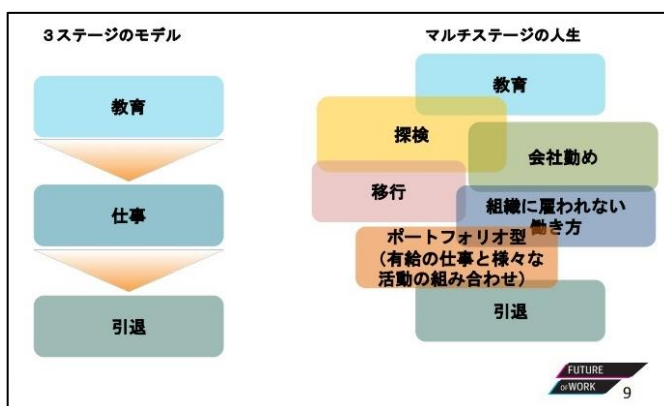 3ステージのモデル
教育
仕事
引退
マルチステージの人生
教育
探検
会社勤め
移行
組織に雇われない
働き方
ポートフォリオ型
(有給の仕事と様々な
活動の組み合わせ)
引退
FUTURE
OF WORK
9